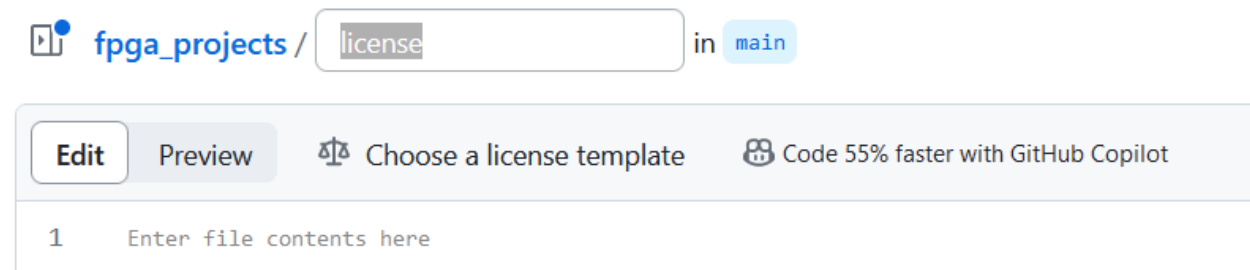 fpga_projects / license in main
Edit Preview Choose a license template Code 55% faster with GitHub Copilot
1 Enter file contents here